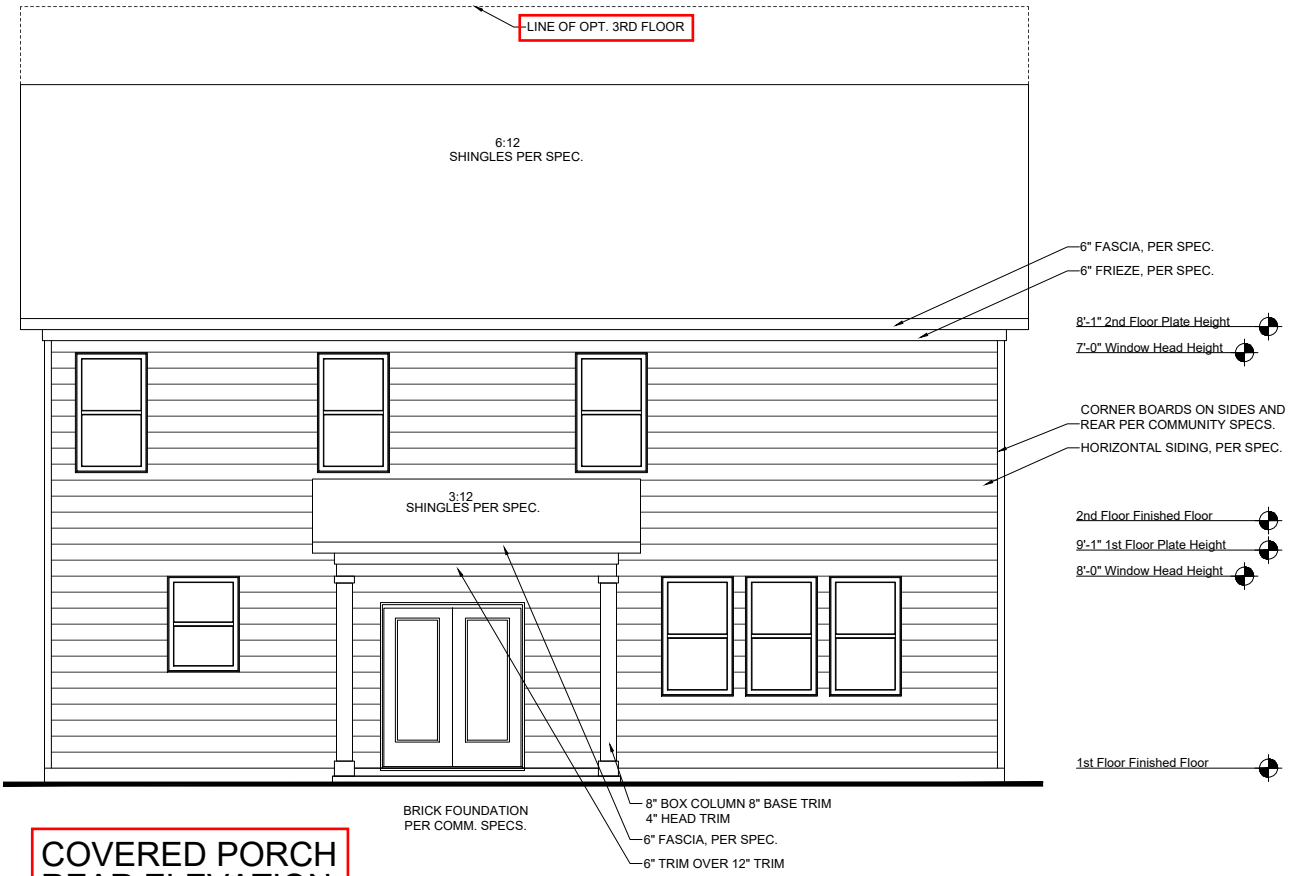 LINE OF OPT. 3RD FLOOR
6:12
SHINGLES PER SPEC.
6" FASCIA, PER SPEC.
6" FRIEZE, PER SPEC.
8'-1" 2nd Floor Plate Height
7'-0" Window Head Height
CORNER BOARDS ON SIDES AND
REAR PER COMMUNITY SPECS.
HORIZONTAL SIDING, PER SPEC.
3:12
SHINGLES PER SPEC.
2nd Floor Finished Floor
9'-1" 1st Floor Plate Height
8'-0" Window Head Height
1st Floor Finished Floor
BRICK FOUNDATION
PER COMM. SPECS.
8" BOX COLUMN 8" BASE TRIM
4" HEAD TRIM
6" FASCIA, PER SPEC.
6" TRIM OVER 12" TRIM
COVERED PORCH
REAR ELEVATION